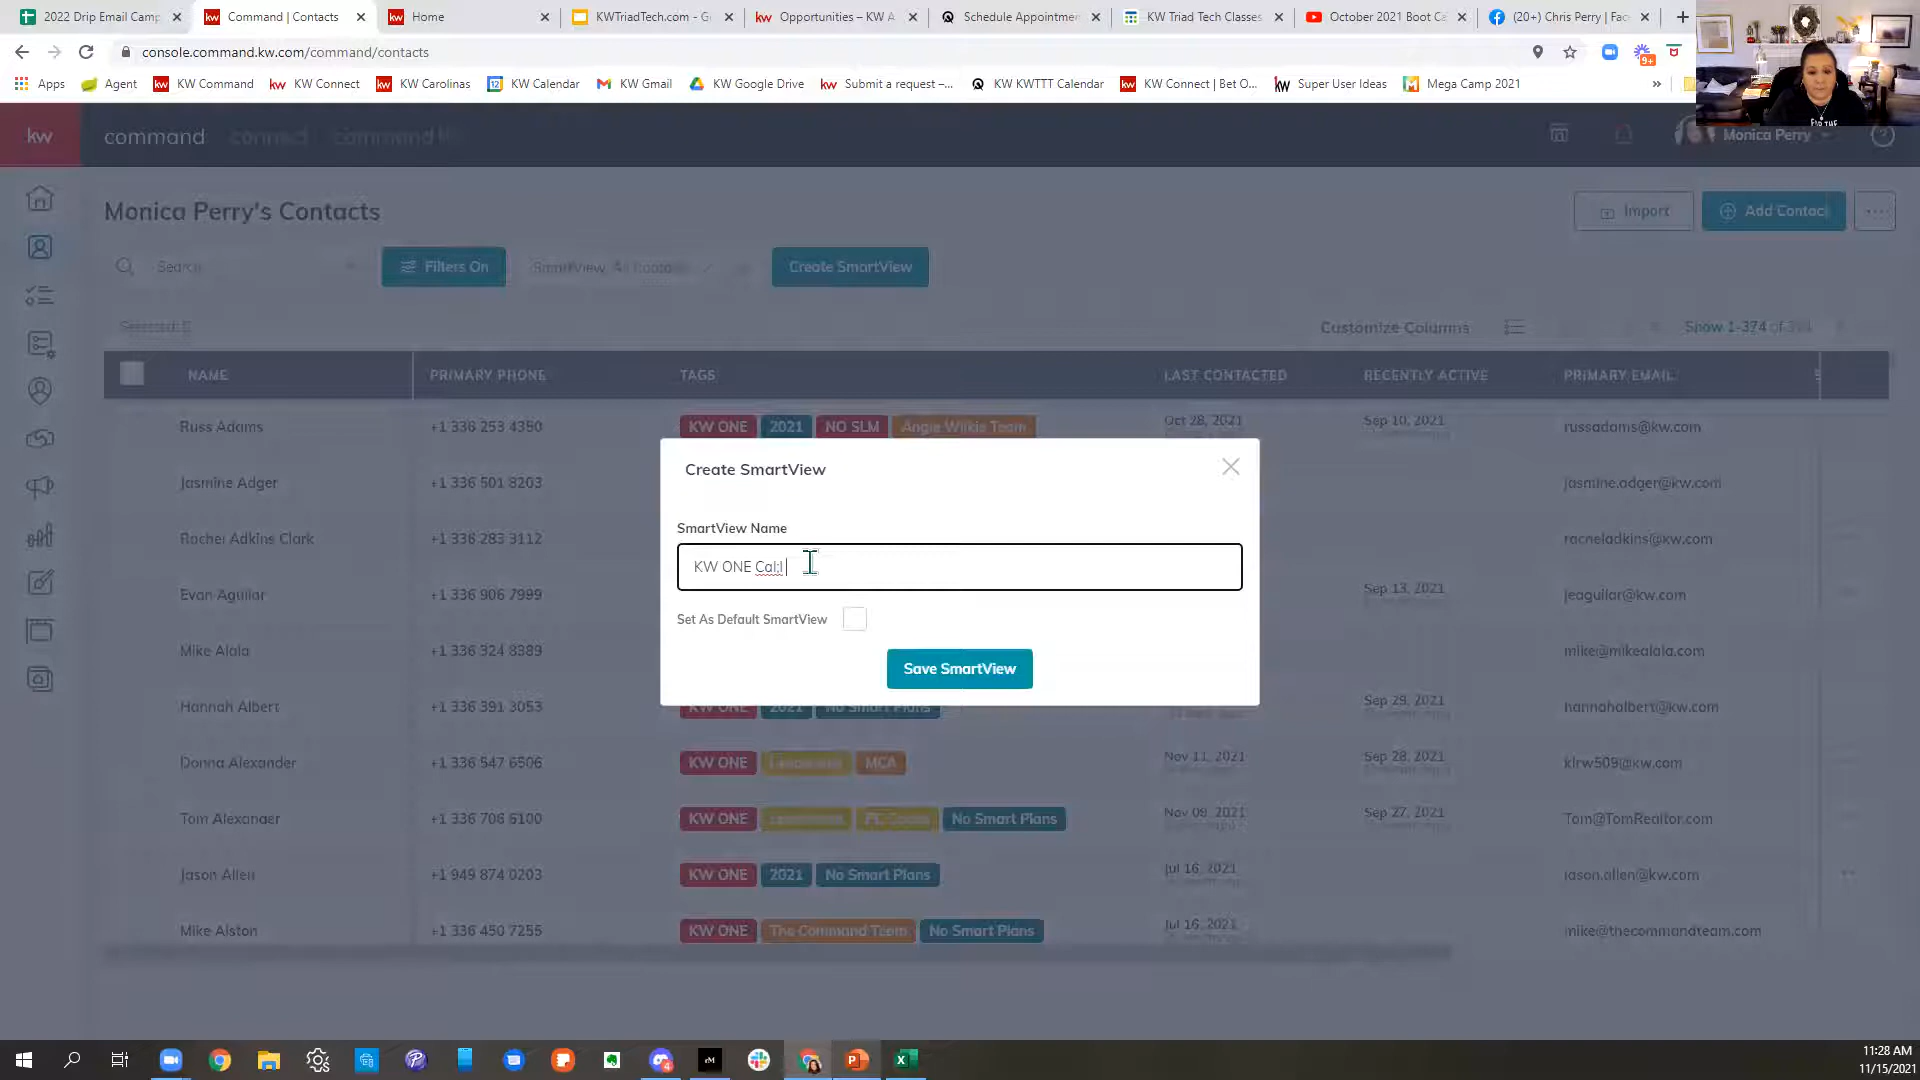 2022 Drip Email Camp
Command | Contacts
Home
KWTriadTech.com - G
Opportunities – KW A
Schedule Appointme
KW Triad Tech Classes
October 2021 Boot Ca
(20+) Chris Perry | Fac
console.command.kw.com/command/contacts
9+
Apps
Agent
KW Command
KW Connect
KW Carolinas
KW Calendar
KW Gmail
KW Google Drive
Submit a request –...
KW KWTTT Calendar
KW Connect | Bet O...
Super User Ideas
Mega Camp 2021
»
FOR THE
kw
command
connect
command
Monica Perry
Monica Perry's Contacts
Import
Add Contact
Search
Filters On
SmartView
Create SmartView
Customize Columns
Show 1-374 of
NAME
PRIMARY PHONE
TAGS
LAST CONTACTED
RECENTLY ACTIVE
PRIMARY EMAIL
Russ Adams
+1 336 253 4350
KW ONE
2021
NO SLM
Angie Wilkie Team
Oct 28, 2021
Sep 10, 2021
russadams@kw.com
Jasmine Adger
+1 336 501 8203
jasmine.adger@kw.com
Rachel Adkins Clark
+1 336 283 3112
racheladkins@kw.com
Evan Aguilar
+1 336 906 7999
Sep 13, 2021
jeaguilar@kw.com
Mike Alala
+1 336 324 8389
mike@mikealala.com
Hannah Albert
+1 336 391 3053
KW ONE
2021
No Smart Plans
Sep 29, 2021
hannahalbert@kw.com
Donna Alexander
+1 336 547 6506
KW ONE
MCA
Nov 11, 2021
Sep 28, 2021
klrw509@kw.com
Tom Alexander
+1 336 706 6100
KW ONE
No Smart Plans
Nov 09, 2021
Sep 27, 2021
Tom@TomRealtor.com
Jason Allen
+1 949 874 0203
KW ONE
2021
No Smart Plans
Jul 16, 2021
jason.allen@kw.com
Mike Alston
+1 336 450 7255
KW ONE
The Command Team
No Smart Plans
Jul 16, 2021
mike@thecommandteam.com
Create SmartView
SmartView Name
KW ONE Cal;l
Set As Default SmartView
Save SmartView
11:28 AM
11/15/2021